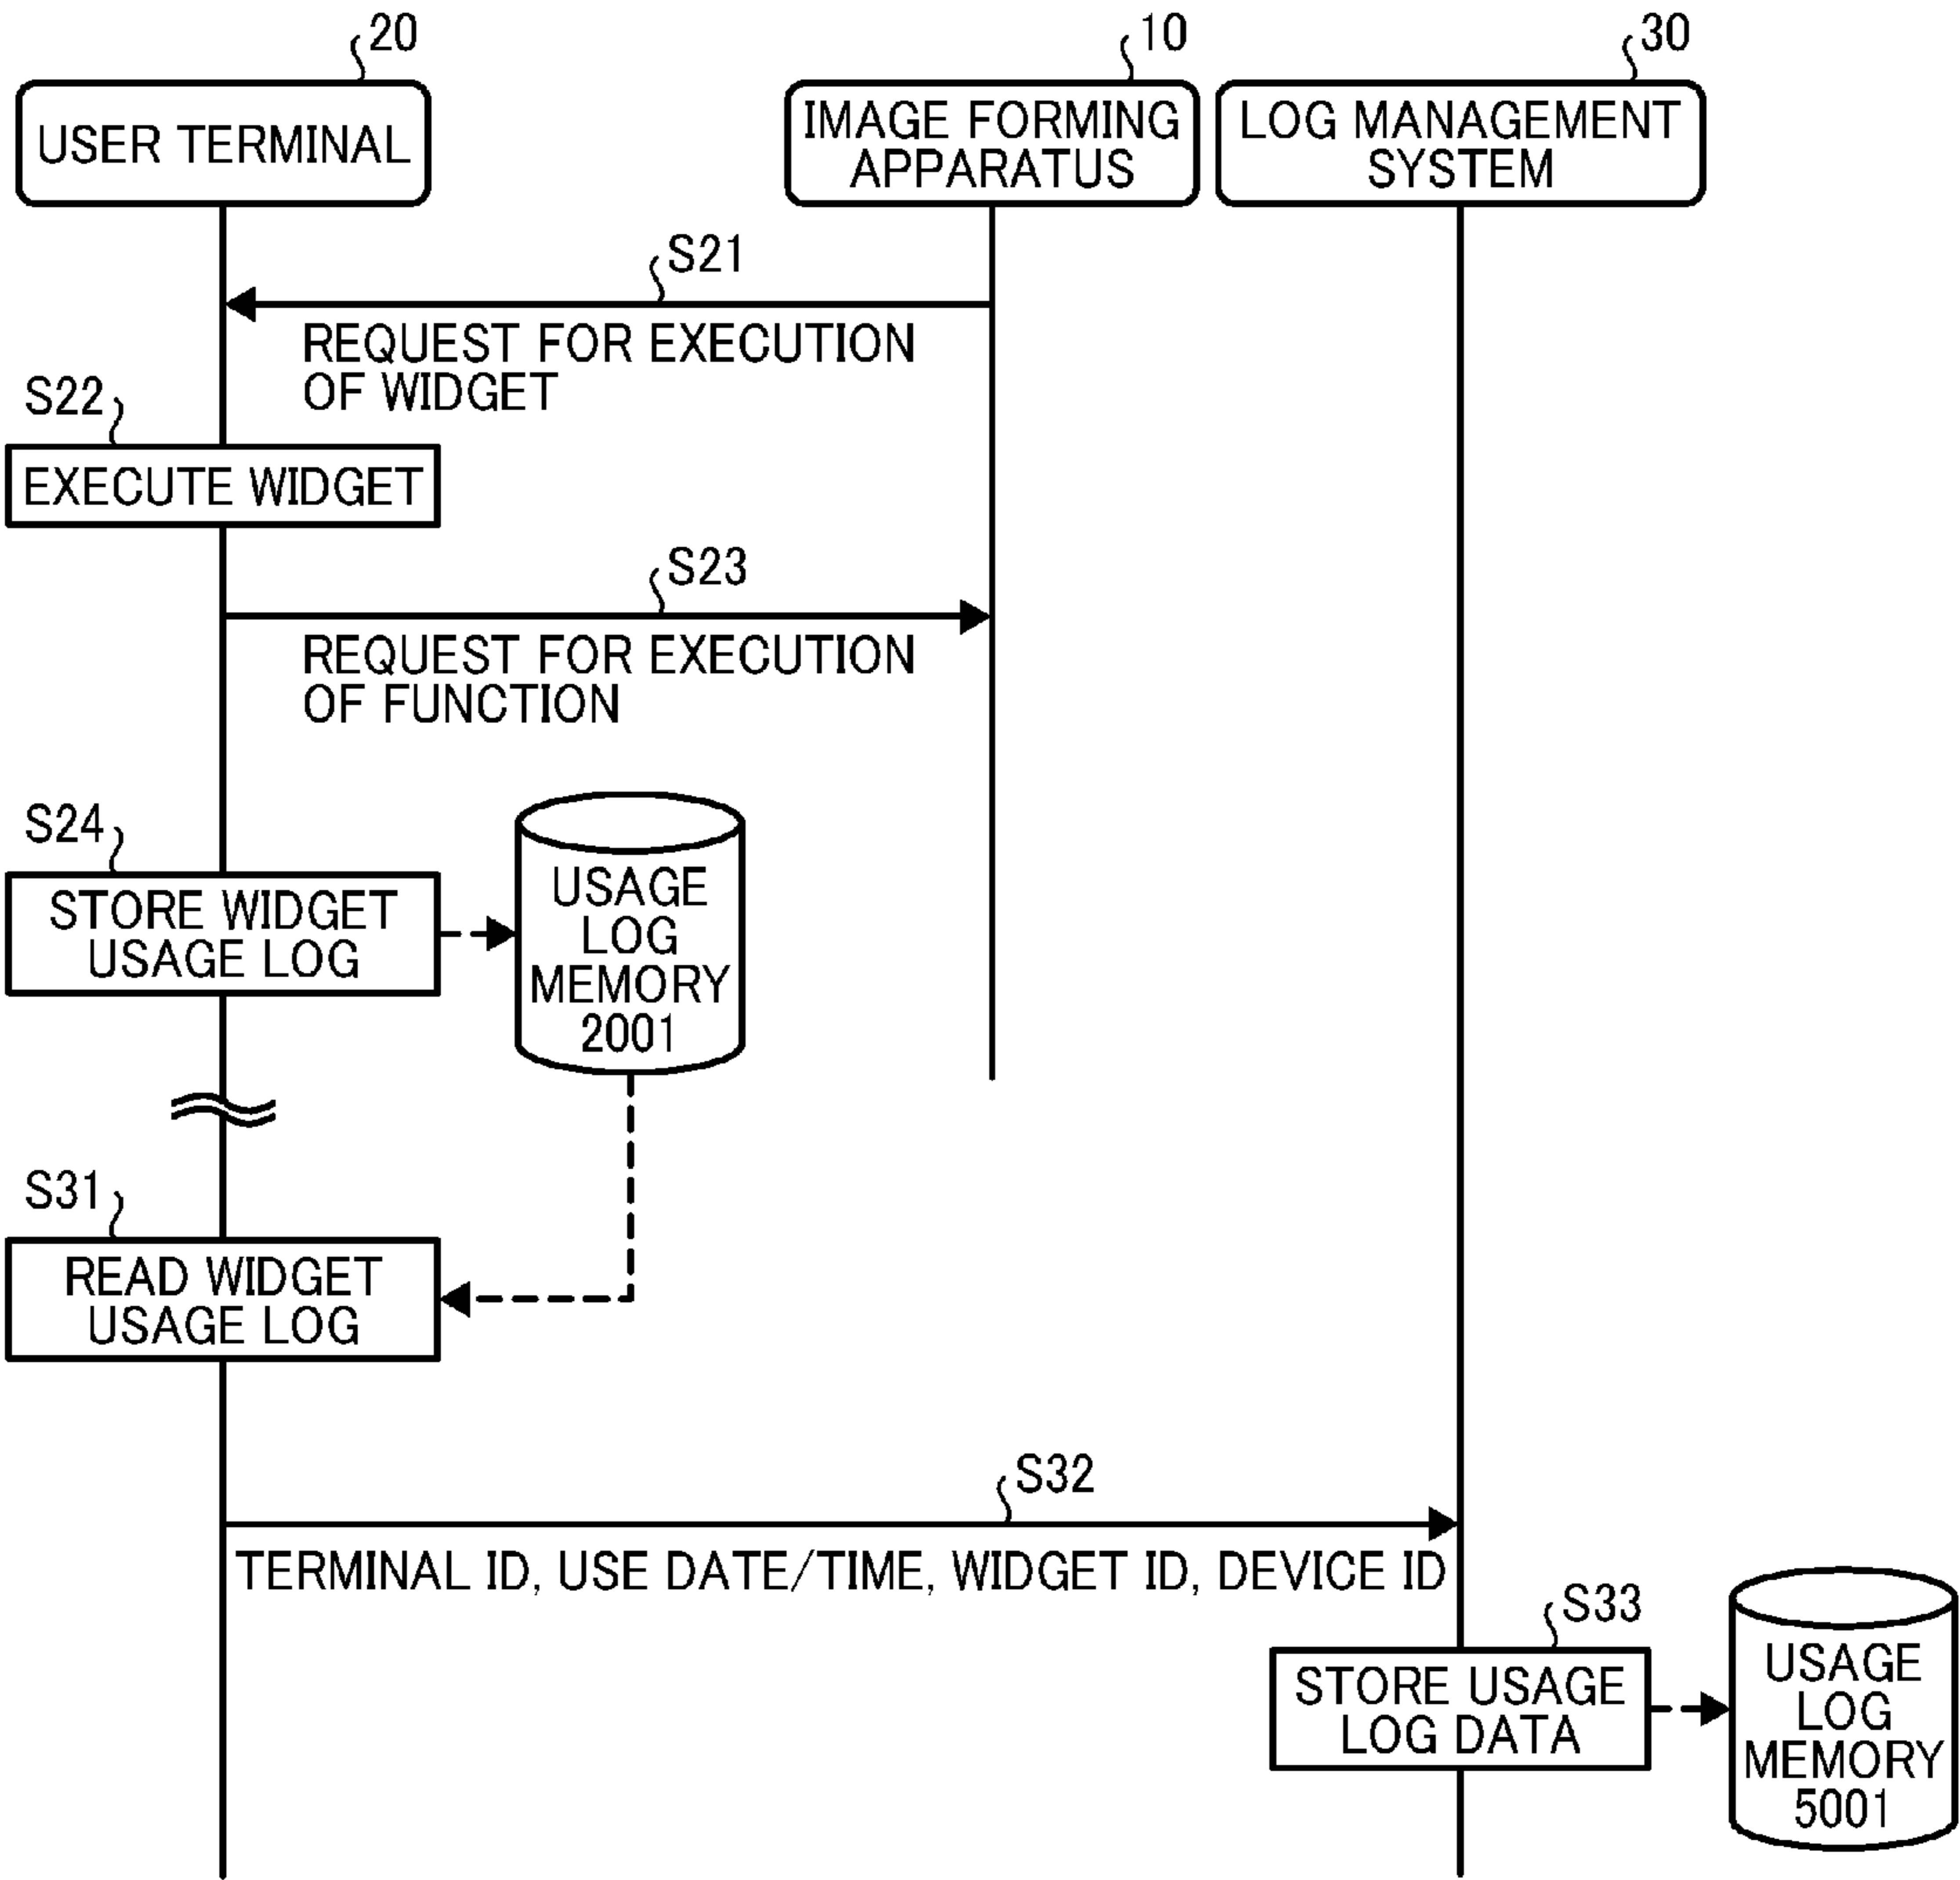 20
10
30
USER TERMINAL
IMAGE FORMING
APPARATUS
LOG MANAGEMENT
SYSTEM
S21
REQUEST FOR EXECUTION
OF WIDGET
S22
EXECUTE WIDGET
S23
REQUEST FOR EXECUTION
OF FUNCTION
S24
STORE WIDGET
USAGE LOG
USAGE
LOG
MEMORY
2001
S31
READ WIDGET
USAGE LOG
S32
TERMINAL ID, USE DATE/TIME, WIDGET ID, DEVICE ID
S33
STORE USAGE
LOG DATA
USAGE
LOG
MEMORY
5001